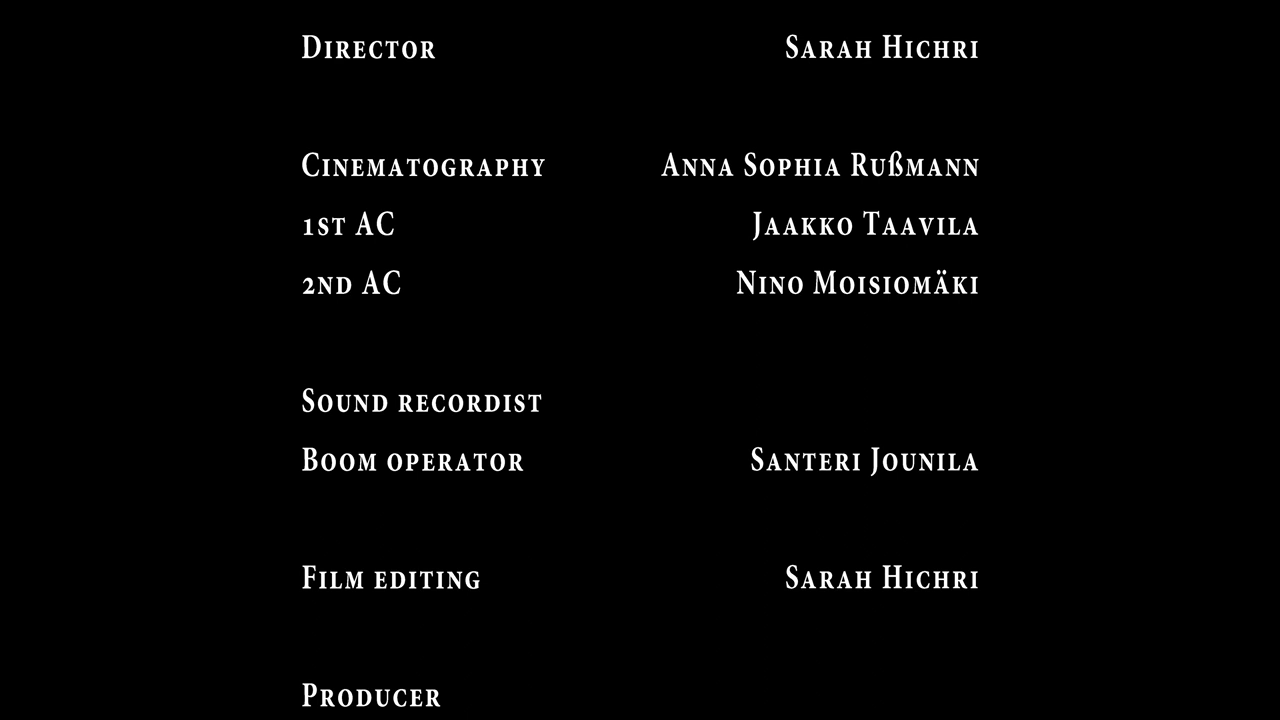 Director Sarah Hichri
Cinematography Anna Sophia Rußmann
1st AC Jaakko Taavila
2nd AC Nino Moisiomäki
Sound recordist
Boom operator Santeri Jounila
Film editing Sarah Hichri
Producer